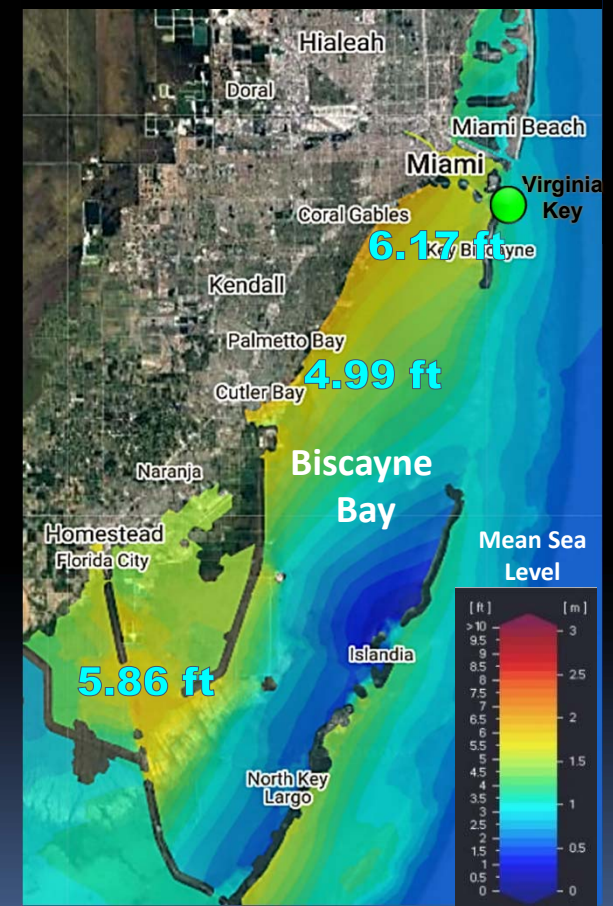 Hialeah
Doral
Miami Beach
Miami
Virginia
Key
Coral Gables
6.17 ft
Key Biscayne
Kendall
Palmetto Bay
4.99 ft
Cutler Bay
Biscayne
Bay
Naranja
Homestead
Florida City
Mean Sea
Level
Islandia
5.86 ft
North Key
Largo
[ft] [m]
>10 3
9.5
9
8.5 2.5
8
7.5
7
6.5 2
6
5.5
5 1.5
4.5
4
3.5
3 1
2.5
2
1.5 0.5
1
0.5
0 0